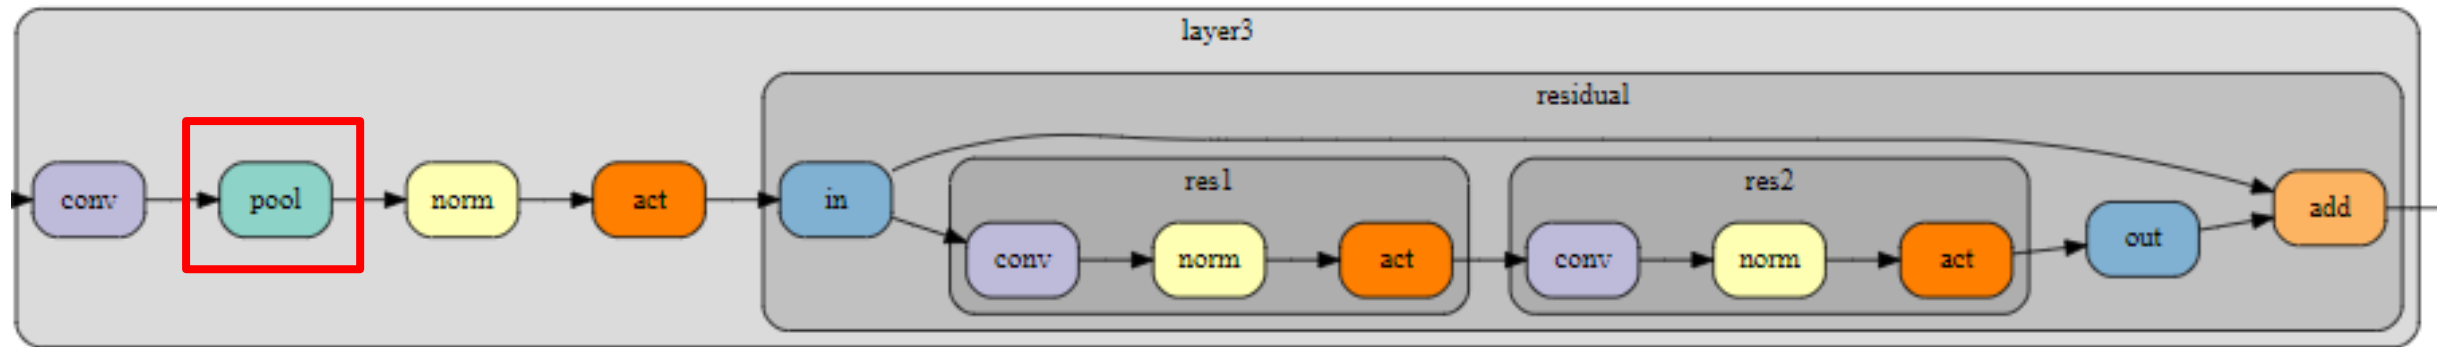 layer3
residual
conv
pool
norm
act
in
res1
conv
norm
act
res2
conv
norm
act
out
add